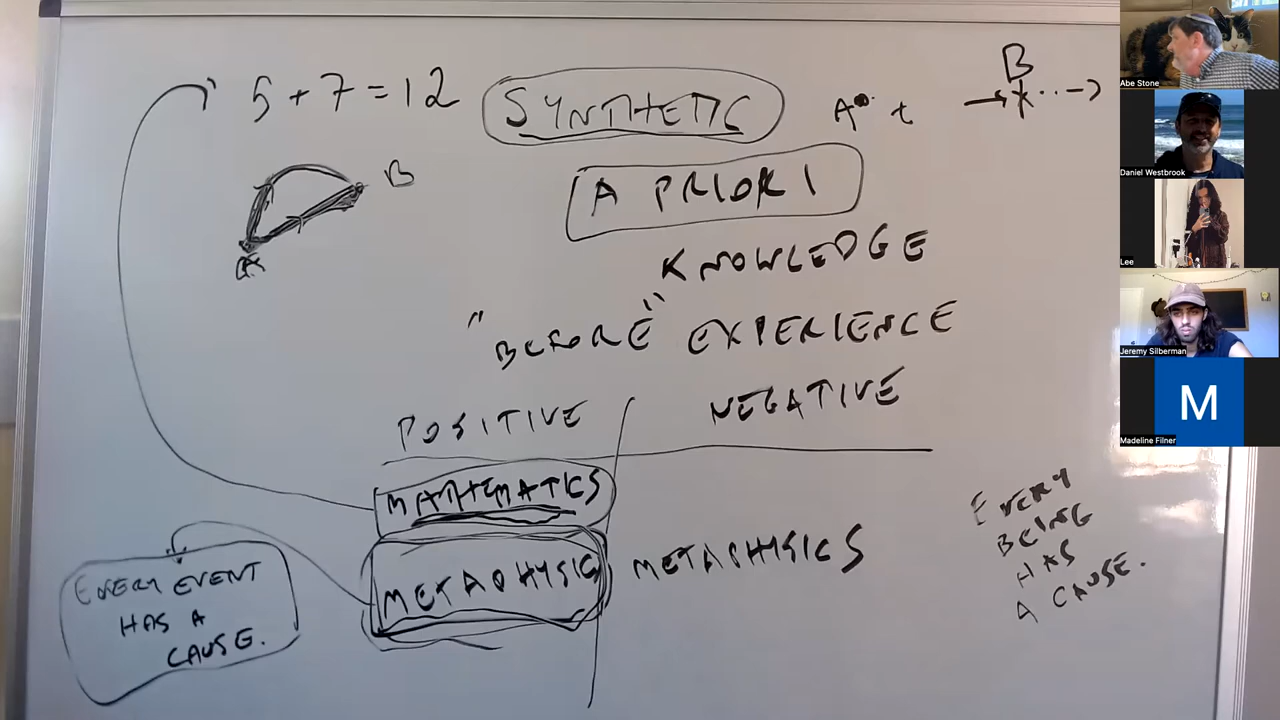 5 + 7 = 12
SYNTHETIC
A t
B
A PRIORI
B
A
KNOWLEDGE
"BEFORE" EXPERIENCE
POSITIVE
NEGATIVE
MATHEMATICS
METAPHYSICS
METAPHYSICS
EVERY EVENT
HAS A
CAUSE.
EVERY
BEING
HAS
A CAUSE.
Abe Stone
Daniel Westbrook
Lee
Jeremy Silberman
M
Madeline Filner